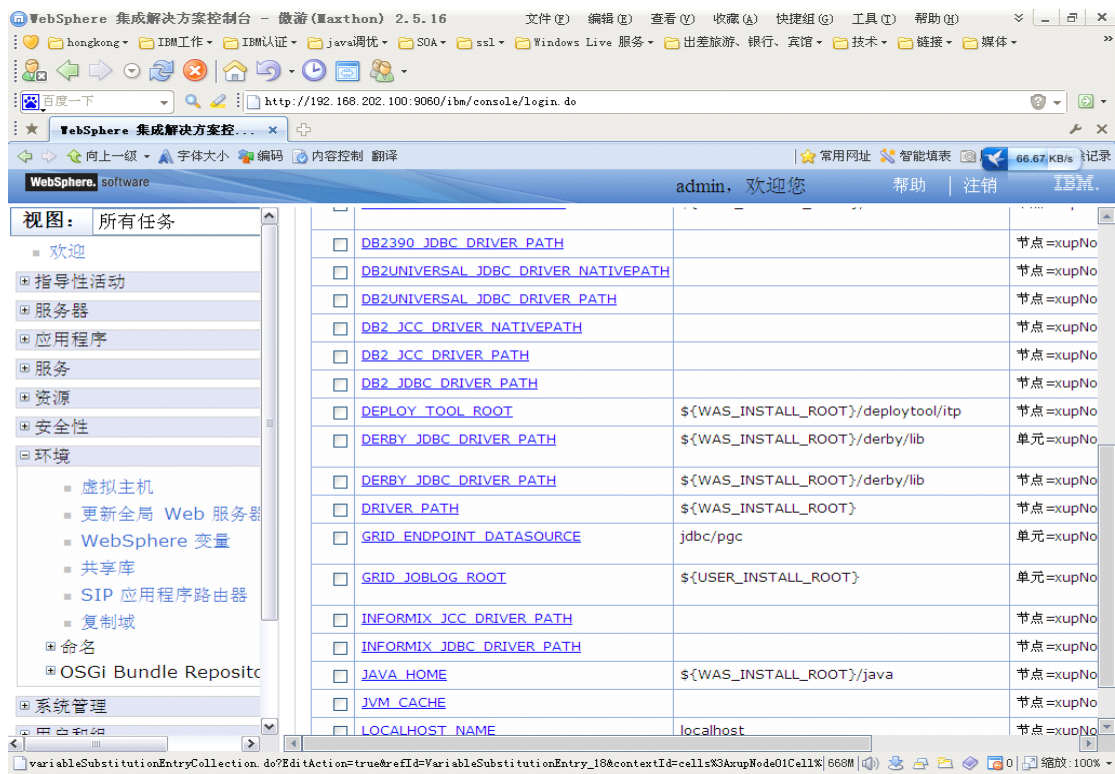 WebSphere 集成解决方案控制台 - 傲游(Maxthon) 2.5.16 文件(F) 编辑(E) 查看(V) 收藏(A) 快捷组(G) 工具(T) 帮助(H)
hongkong IBM工作 IBM认证 java调优 SOA ssl Windows Live 服务 出差旅游、银行、宾馆 技术 链接 媒体 »
百度一下 http://192.168.202.100:9060/ibm/console/login.do
WebSphere 集成解决方案控...
向上一级 字体大小 编码 内容控制 翻译 常用网址 智能填表 66.67 KB/s 记录
WebSphere. software admin, 欢迎您 帮助 注销 IBM.
视图: 所有任务
欢迎
指导性活动
服务器
应用程序
服务
资源
安全性
环境
虚拟主机
更新全局 Web 服务器
WebSphere 变量
共享库
SIP 应用程序路由器
复制域
命名
OSGi Bundle Reposito
系统管理
用户和组
DB2390_JDBC_DRIVER_PATH 节点=xupNo
DB2UNIVERSAL_JDBC_DRIVER_NATIVEPATH 节点=xupNo
DB2UNIVERSAL_JDBC_DRIVER_PATH 节点=xupNo
DB2_JCC_DRIVER_NATIVEPATH 节点=xupNo
DB2_JCC_DRIVER_PATH 节点=xupNo
DB2_JDBC_DRIVER_PATH 节点=xupNo
DEPLOY_TOOL_ROOT ${WAS_INSTALL_ROOT}/deploytool/itp 节点=xupNo
DERBY_JDBC_DRIVER_PATH ${WAS_INSTALL_ROOT}/derby/lib 单元=xupNo
DERBY_JDBC_DRIVER_PATH ${WAS_INSTALL_ROOT}/derby/lib 节点=xupNo
DRIVER_PATH ${WAS_INSTALL_ROOT} 节点=xupNo
GRID_ENDPOINT_DATASOURCE jdbc/pgc 单元=xupNo
GRID_JOBLOG_ROOT ${USER_INSTALL_ROOT} 单元=xupNo
INFORMIX_JCC_DRIVER_PATH 节点=xupNo
INFORMIX_JDBC_DRIVER_PATH 节点=xupNo
JAVA_HOME ${WAS_INSTALL_ROOT}/java 节点=xupNo
JVM_CACHE 节点=xupNo
LOCALHOST_NAME localhost 节点=xupNo
variableSubstitutionEntryCollection.do?EditAction=true&refId=VariableSubstitutionEntry_18&contextId=cells%3AxupNode01Cell% 668M 0 缩放:100%